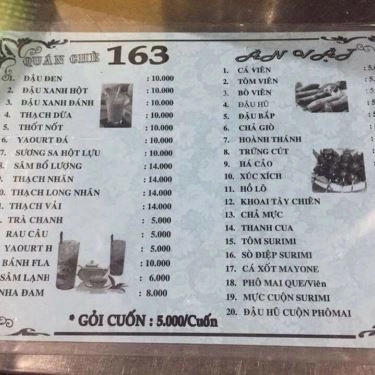 QUÁN CHÈ 163
1. ĐẬU ĐEN : 10.000
2. ĐẬU XANH HỘT : 10.000
3. ĐẬU XANH ĐÁNH : 10.000
4. THẠCH DỪA : 10.000
5. THỐT NỐT : 10.000
6. YAOURT ĐÁ : 10.000
7. SƯƠNG SA HỘT LỰU : 10.000
8. SÂM BỔ LƯỢNG : 14.000
9. THẠCH NHÃN : 14.000
0. THẠCH LONG NHÃN : 14.000
1. THẠCH VẢI : 14.000
TRÀ CHANH : 5.000
RAU CÂU : 5.000
YAOURT H : 5.000
BÁNH FLA : 10.000
SÂM LẠNH : 6.000
NHA ĐAM : 8.000
* GỎI CUỐN : 5.000/Cuốn
ĂN VẶT
1. CÁ VIÊN : 5.
2. TÔM VIÊN
3. BÒ VIÊN
4. ĐẬU HŨ
5. ĐẬU BẮP
6. CHẢ GIÒ
7. HOÀNH THÁNH
8. TRỨNG CÚT
9. HÁ CẢO
10. XÚC XÍCH
11. HỒ LÔ
12. KHOAI TÂY CHIÊN
13. CHẢ MỰC
14. THANH CUA
15. TÔM SURIMI
16. SÒ ĐIỆP SURIMI
17. CÁ XỐT MAYONE
18. PHÔ MAI QUE/Viên
19. MỰC CUỘN SURIMI
20. ĐẬU HŨ CUỘN PHÔMAI